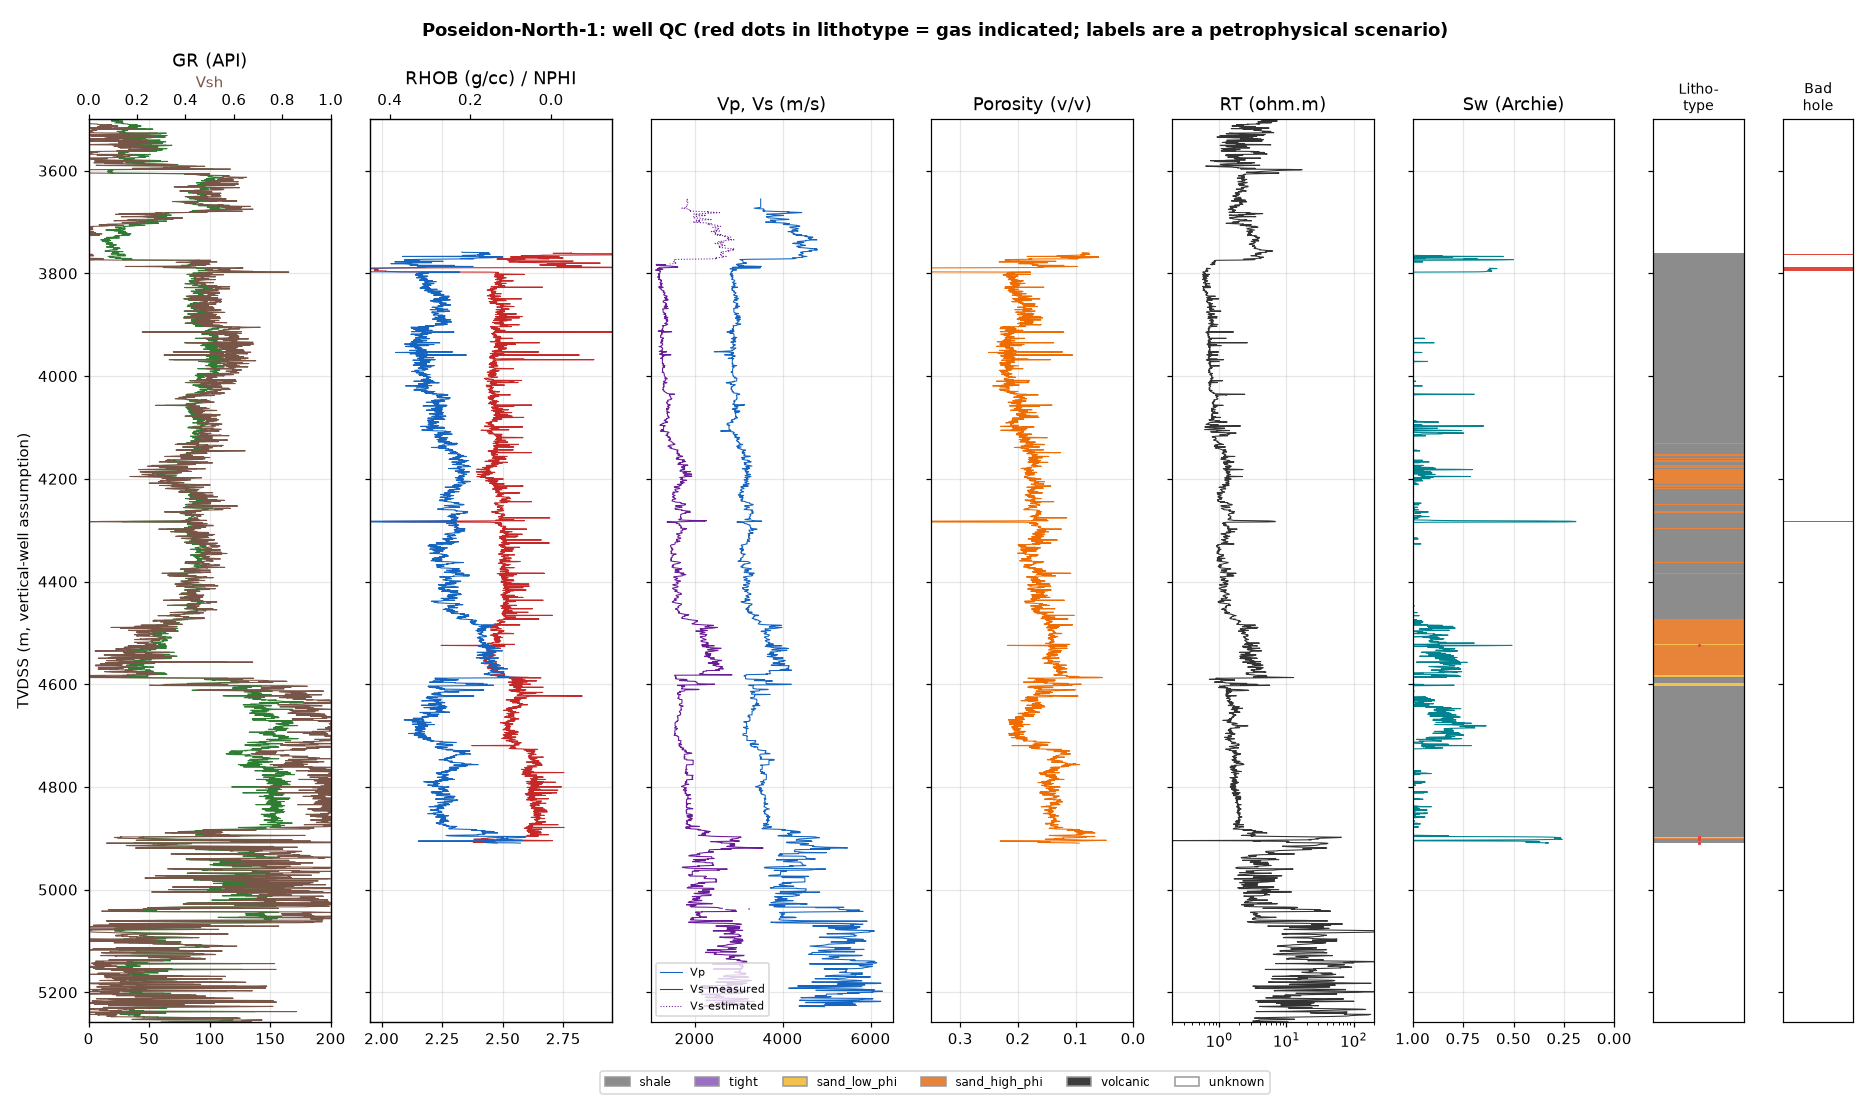 Poseidon-North-1: well QC (red dots in lithotype = gas indicated; labels are a petrophysical scenario)
GR (API)
Vsh
0.0 0.2 0.4 0.6 0.8 1.0
RHOB (g/cc) / NPHI
0.4 0.2 0.0
Vp, Vs (m/s)
Porosity (v/v)
RT (ohm.m)
Sw (Archie)
Litho-
type
Bad
hole
TVDSS (m, vertical-well assumption)
3600
3800
4000
4200
4400
4600
4800
5000
5200
Vp
Vs measured
Vs estimated
0 50 100 150 200
2.00 2.25 2.50 2.75
2000 4000 6000
0.3 0.2 0.1 0.0
10⁰ 10¹ 10²
1.00 0.75 0.50 0.25 0.00
shale tight sand_low_phi sand_high_phi volcanic unknown